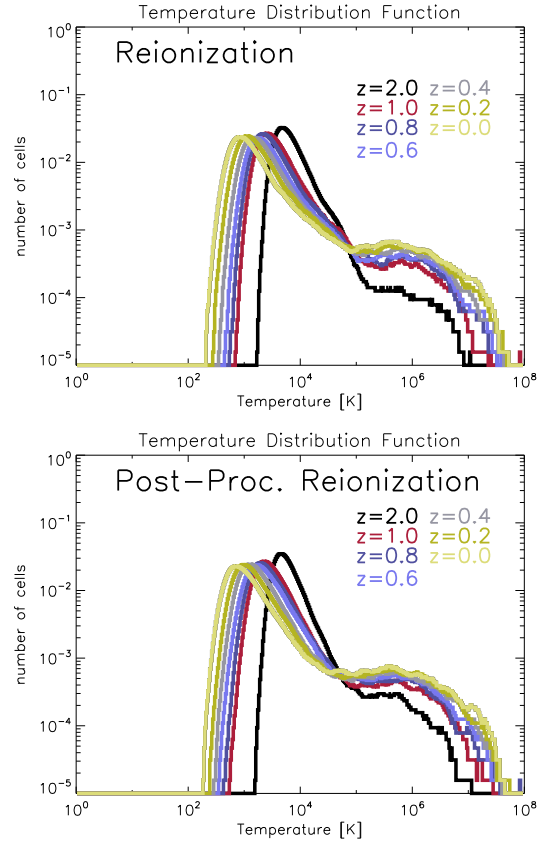 Temperature Distribution Function
Reionization
z=2.0 z=0.4
z=1.0 z=0.2
z=0.8 z=0.0
z=0.6
number of cells
10^0
10^-1
10^-2
10^-3
10^-4
10^-5
10^0 10^2 10^4 10^6 10^8
Temperature [K]
Temperature Distribution Function
Post-Proc. Reionization
z=2.0 z=0.4
z=1.0 z=0.2
z=0.8 z=0.0
z=0.6
number of cells
10^0
10^-1
10^-2
10^-3
10^-4
10^-5
10^0 10^2 10^4 10^6 10^8
Temperature [K]